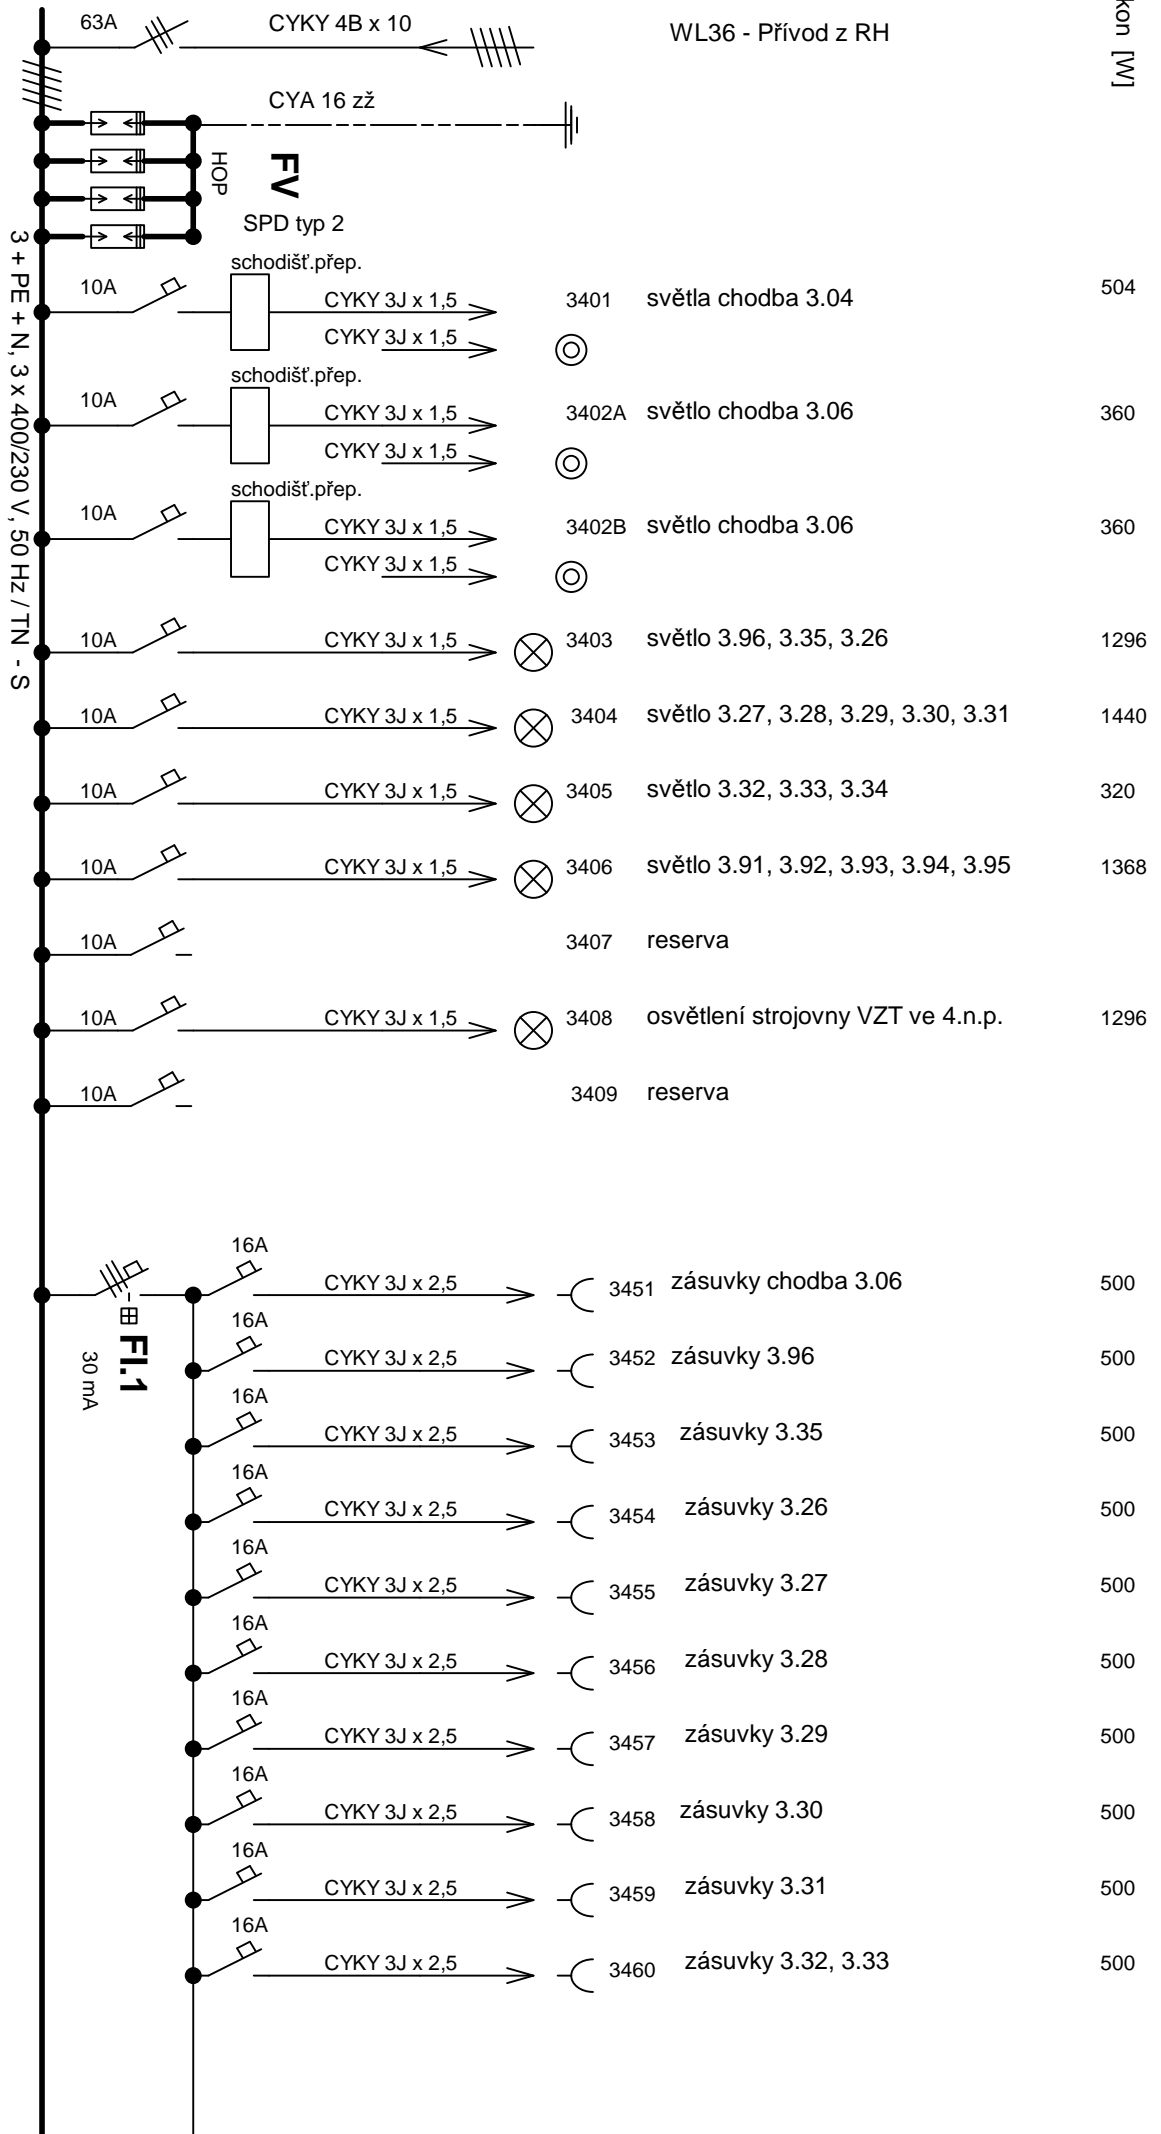 63A CYKY 4B x 10 WL36 - Přívod z RH
kon [W]
CYA 16 zž
HOP
FV
SPD typ 2
3 + PE + N, 3 x 400/230 V, 50 Hz / TN - S
schodišť.přep.
10A CYKY 3J x 1,5 3401 světla chodba 3.04 504
CYKY 3J x 1,5
schodišť.přep.
10A CYKY 3J x 1,5 3402A světlo chodba 3.06 360
CYKY 3J x 1,5
schodišť.přep.
10A CYKY 3J x 1,5 3402B světlo chodba 3.06 360
CYKY 3J x 1,5
10A CYKY 3J x 1,5 3403 světlo 3.96, 3.35, 3.26 1296
10A CYKY 3J x 1,5 3404 světlo 3.27, 3.28, 3.29, 3.30, 3.31 1440
10A CYKY 3J x 1,5 3405 světlo 3.32, 3.33, 3.34 320
10A CYKY 3J x 1,5 3406 světlo 3.91, 3.92, 3.93, 3.94, 3.95 1368
10A 3407 reserva
10A CYKY 3J x 1,5 3408 osvětlení strojovny VZT ve 4.n.p. 1296
10A 3409 reserva
FI.1
30 mA
16A CYKY 3J x 2,5 3451 zásuvky chodba 3.06 500
16A CYKY 3J x 2,5 3452 zásuvky 3.96 500
16A CYKY 3J x 2,5 3453 zásuvky 3.35 500
16A CYKY 3J x 2,5 3454 zásuvky 3.26 500
16A CYKY 3J x 2,5 3455 zásuvky 3.27 500
16A CYKY 3J x 2,5 3456 zásuvky 3.28 500
16A CYKY 3J x 2,5 3457 zásuvky 3.29 500
16A CYKY 3J x 2,5 3458 zásuvky 3.30 500
16A CYKY 3J x 2,5 3459 zásuvky 3.31 500
16A CYKY 3J x 2,5 3460 zásuvky 3.32, 3.33 500